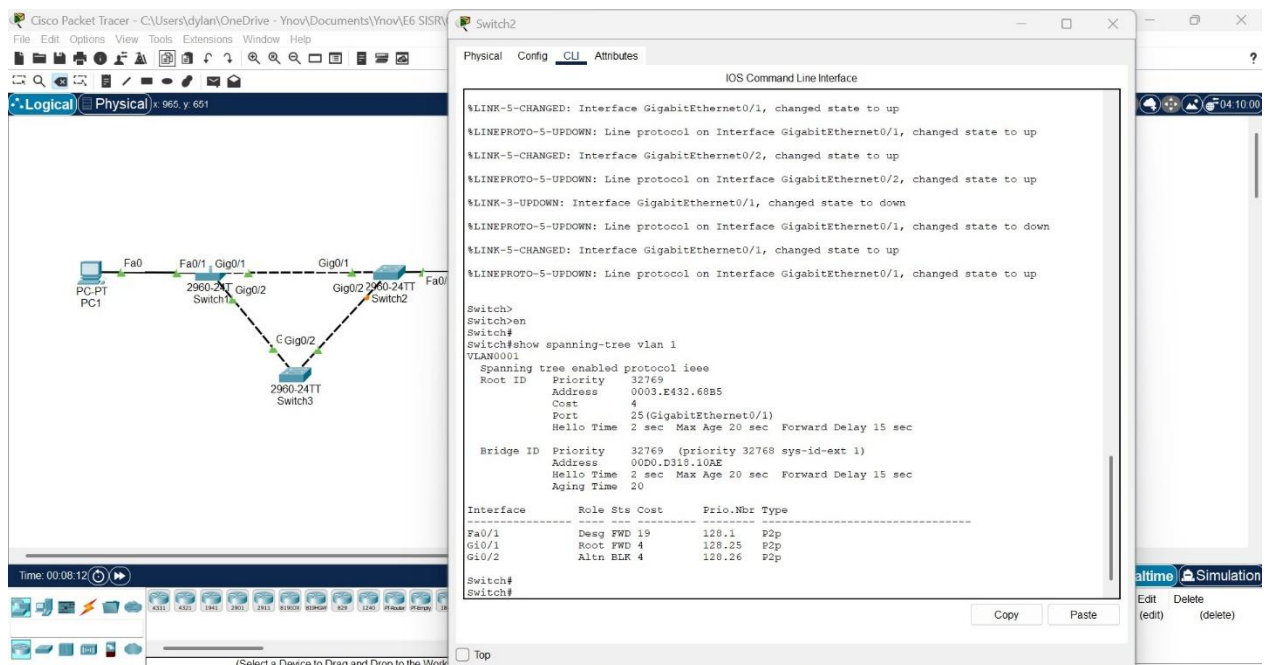 Cisco Packet Tracer - C:\Users\dylan\OneDrive - Ynov\Documents\Ynov\E6 SISR\
File Edit Options View Tools Extensions Window Help
Logical Physical x: 965, y: 651
Fa0 Fa0/1 Gig0/1 Gig0/1
PC-PT
PC1
2960-24TT
Switch1
Gig0/2
Gig0/2 2960-24TT Fa0/
Switch2
Gig0/2
2960-24TT
Switch3
Time: 00:08:12
4331 4321 1941 2901 2911 819IOX 819HGW 829 1240 PT-Router PT-Empty
(Select a Device to Drag and Drop to the Work
Switch2
Physical Config CLI Attributes
IOS Command Line Interface
%LINK-5-CHANGED: Interface GigabitEthernet0/1, changed state to up
%LINEPROTO-5-UPDOWN: Line protocol on Interface GigabitEthernet0/1, changed state to up
%LINK-5-CHANGED: Interface GigabitEthernet0/2, changed state to up
%LINEPROTO-5-UPDOWN: Line protocol on Interface GigabitEthernet0/2, changed state to up
%LINK-3-UPDOWN: Interface GigabitEthernet0/1, changed state to down
%LINEPROTO-5-UPDOWN: Line protocol on Interface GigabitEthernet0/1, changed state to down
%LINK-5-CHANGED: Interface GigabitEthernet0/1, changed state to up
%LINEPROTO-5-UPDOWN: Line protocol on Interface GigabitEthernet0/1, changed state to up
Switch>
Switch>en
Switch#
Switch#show spanning-tree vlan 1
VLAN0001
Spanning tree enabled protocol ieee
Root ID Priority 32769
Address 0003.E432.68B5
Cost 4
Port 25(GigabitEthernet0/1)
Hello Time 2 sec Max Age 20 sec Forward Delay 15 sec
Bridge ID Priority 32769 (priority 32768 sys-id-ext 1)
Address 00D0.D318.10AE
Hello Time 2 sec Max Age 20 sec Forward Delay 15 sec
Aging Time 20
Interface Role Sts Cost Prio.Nbr Type
---------------- ---- --- --------- -------- --------------------------------
Fa0/1 Desg FWD 19 128.1 P2p
Gi0/1 Root FWD 4 128.25 P2p
Gi0/2 Altn BLK 4 128.26 P2p
Switch#
Switch#
Copy Paste
Top
?
04:10:00
altime Simulation
Edit Delete
(edit) (delete)